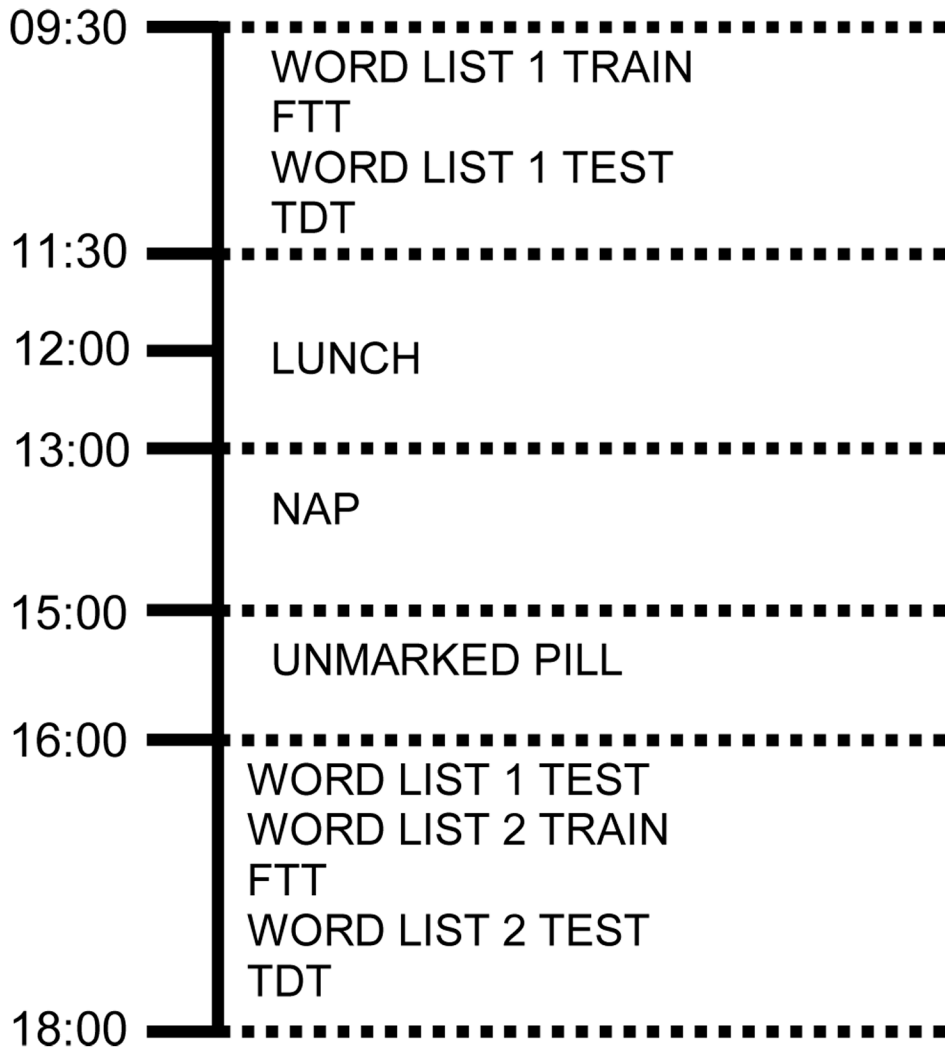 09:30
WORD LIST 1 TRAIN
FTT
WORD LIST 1 TEST
TDT
11:30
12:00 LUNCH
13:00
NAP
15:00
UNMARKED PILL
16:00
WORD LIST 1 TEST
WORD LIST 2 TRAIN
FTT
WORD LIST 2 TEST
TDT
18:00